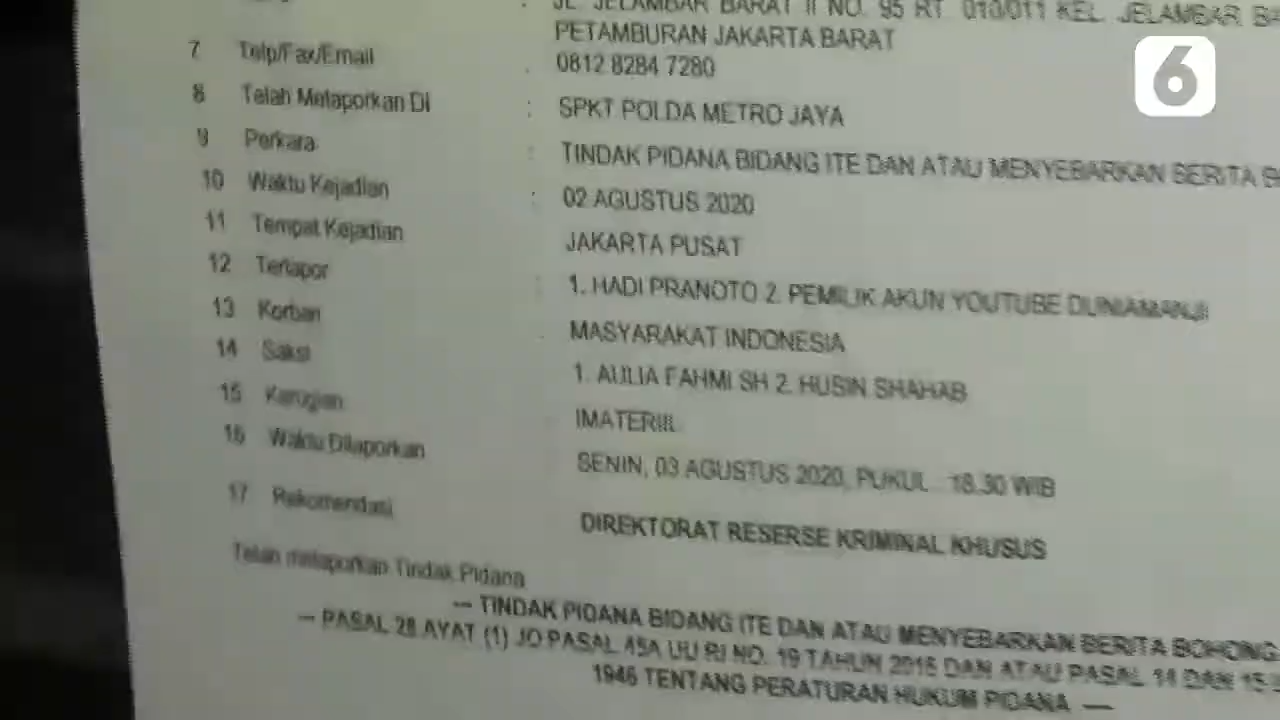 JL. JELAMBAR BARAT II NO. 95 RT. 010/011 KEL. JELAMBAR
PETAMBURAN JAKARTA BARAT
7 Telp/Fax/Email : 0812 8284 7280
8 Telah Melaporkan Di : SPKT POLDA METRO JAYA
9 Perkara : TINDAK PIDANA BIDANG ITE DAN ATAU MENYEBARKAN BERITA
10 Waktu Kejadian : 02 AGUSTUS 2020
11 Tempat Kejadian JAKARTA PUSAT
12 Terlapor : 1. HADI PRANOTO 2. PEMILIK AKUN YOUTUBE DUNIAMANJI
13 Korban : MASYARAKAT INDONESIA
14 Saksi 1. AULIA FAHMI SH 2. HUSIN SHAHAB
15 Kerugian IMATERIIL
16 Waktu Dilaporkan SENIN, 03 AGUSTUS 2020, PUKUL : 18.30 WIB
17 Rekomendasi DIREKTORAT RESERSE KRIMINAL KHUSUS
Telah melaporkan Tindak Pidana
--- TINDAK PIDANA BIDANG ITE DAN ATAU MENYEBARKAN BERITA BOHONG
--- PASAL 28 AYAT (1) JO PASAL 45A UU RI NO. 19 TAHUN 2016 DAN ATAU PASAL 14 DAN 15
1946 TENTANG PERATURAN HUKUM PIDANA ---
6